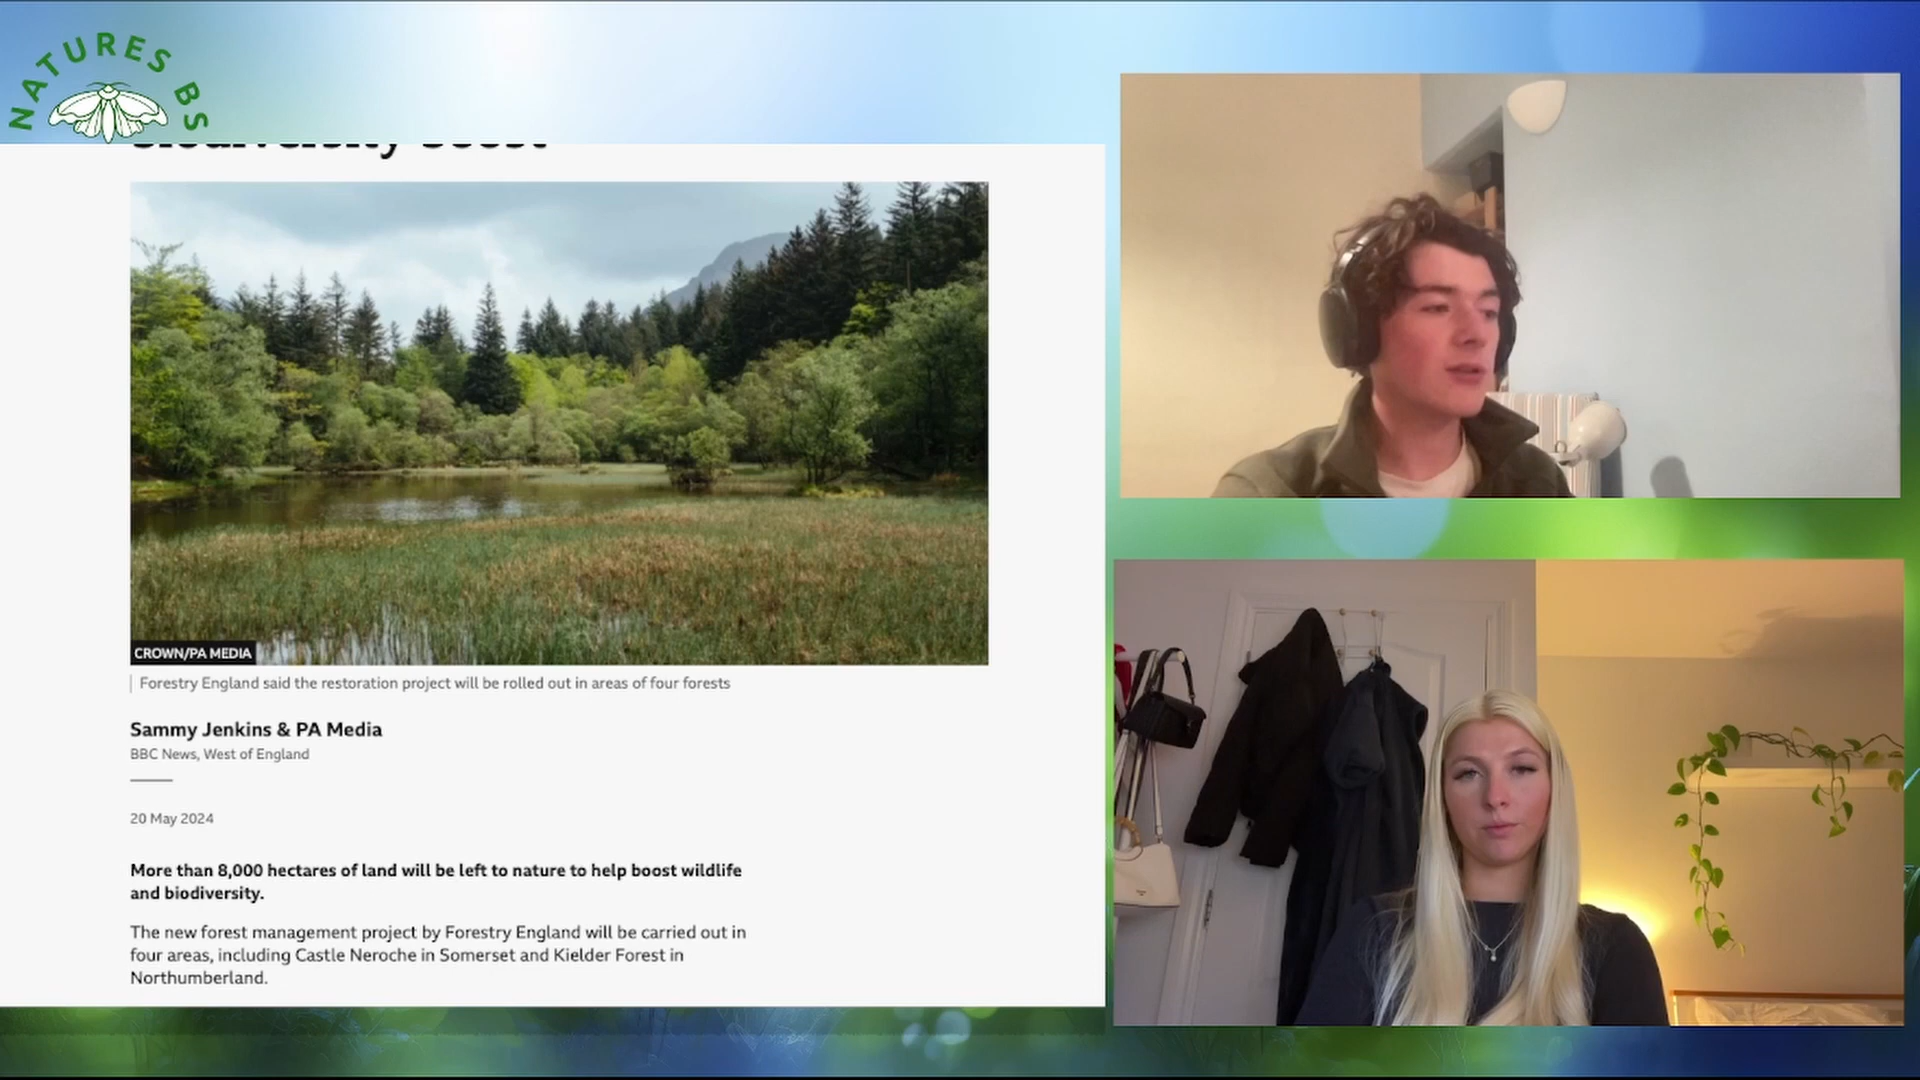 NATURES BS
biodiversity boost
CROWN/PA MEDIA
Forestry England said the restoration project will be rolled out in areas of four forests
Sammy Jenkins & PA Media
BBC News, West of England
20 May 2024
More than 8,000 hectares of land will be left to nature to help boost wildlife
and biodiversity.
The new forest management project by Forestry England will be carried out in
four areas, including Castle Neroche in Somerset and Kielder Forest in
Northumberland.